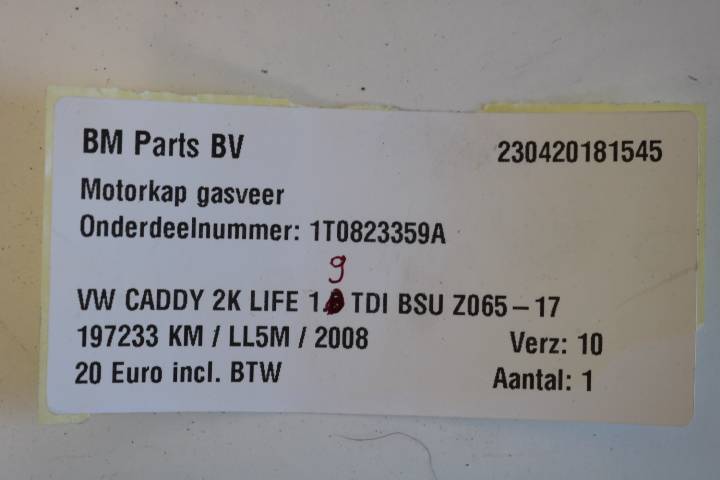 BM Parts BV 230420181545
Motorkap gasveer
Onderdeelnummer: 1T0823359A
9
VW CADDY 2K LIFE 1. TDI BSU Z065-17
197233 KM / LL5M / 2008 Verz: 10
20 Euro incl. BTW Aantal: 1